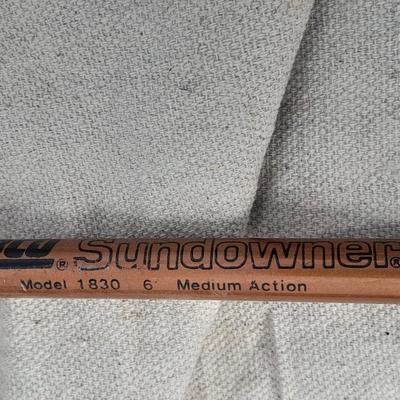 ® Sundowner®
Model 1830 6' Medium Action